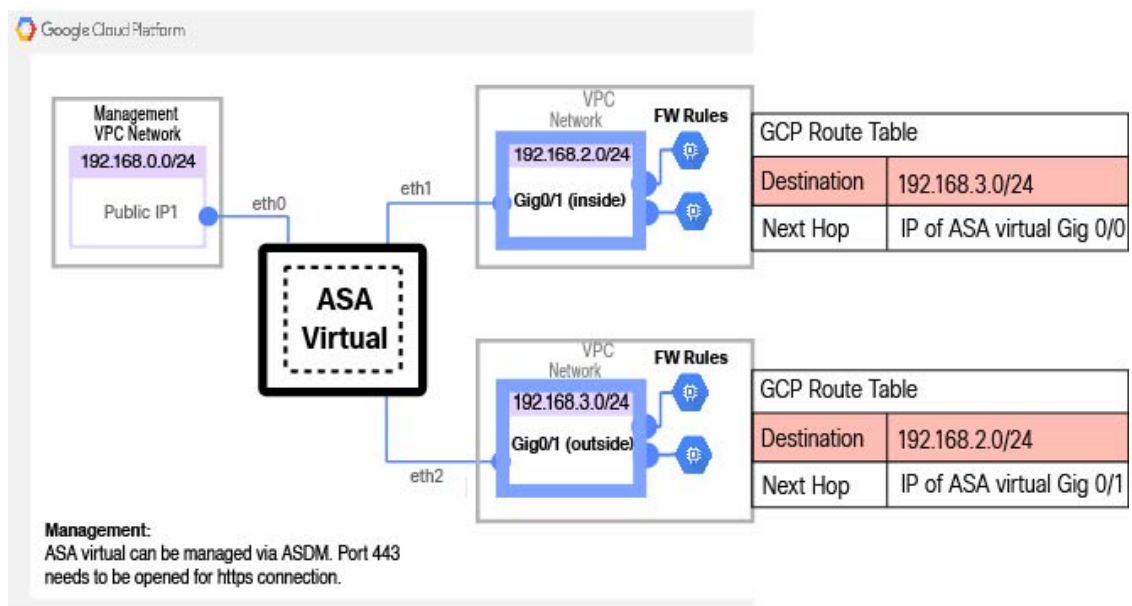 Google Cloud Platform
Management
VPC Network
192.168.0.0/24
Public IP1
eth0
eth1
ASA
Virtual
eth2
VPC
Network
FW Rules
192.168.2.0/24
Gig0/1 (inside)
GCP Route Table
Destination 192.168.3.0/24
Next Hop IP of ASA virtual Gig 0/0
VPC
Network
FW Rules
192.168.3.0/24
Gig0/1 (outside)
GCP Route Table
Destination 192.168.2.0/24
Next Hop IP of ASA virtual Gig 0/1
Management:
ASA virtual can be managed via ASDM. Port 443
needs to be opened for https connection.